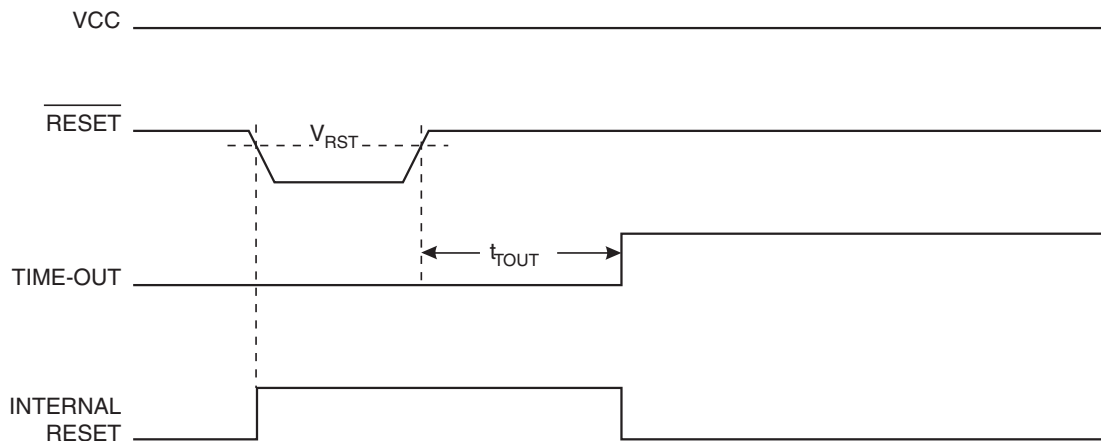 VCC
RESET
VRST
tTOUT
TIME-OUT
INTERNAL
RESET